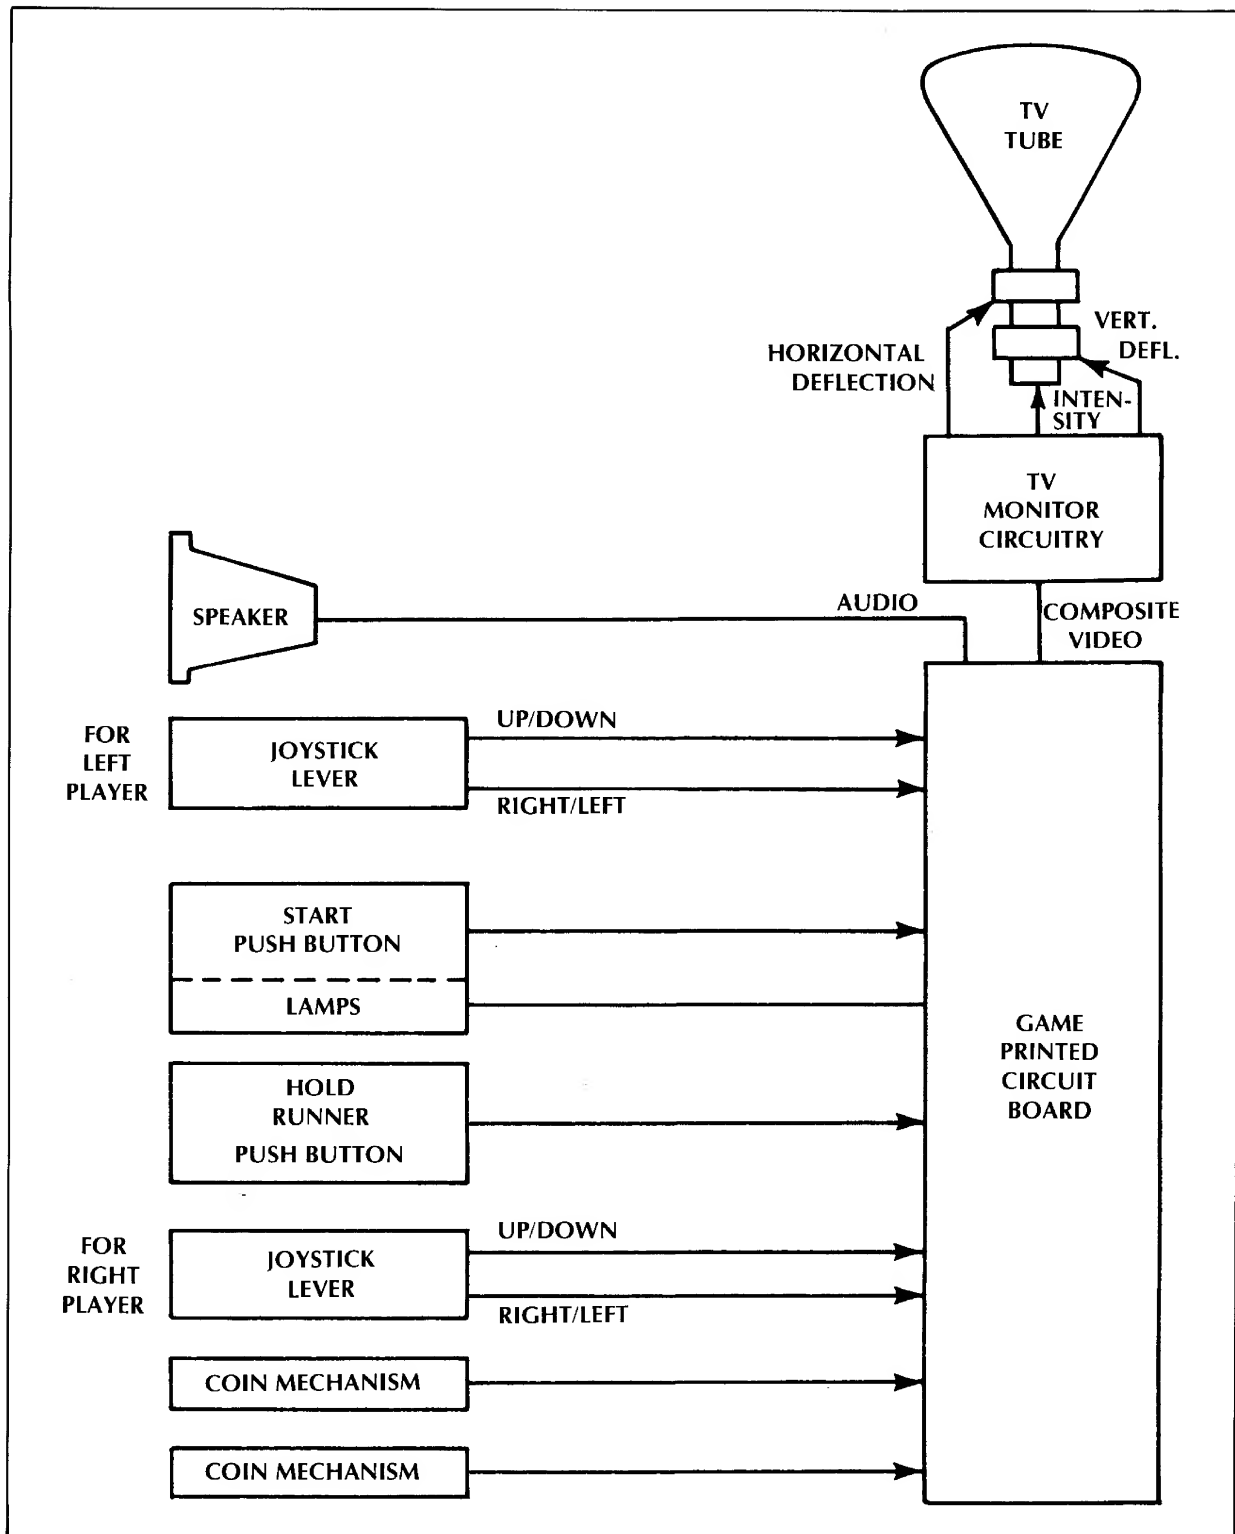 TV
TUBE
VERT.
DEFL.
HORIZONTAL
DEFLECTION
INTEN-
SITY
TV
MONITOR
CIRCUITRY
AUDIO
COMPOSITE
VIDEO
SPEAKER
FOR
LEFT
PLAYER
JOYSTICK
LEVER
UP/DOWN
RIGHT/LEFT
START
PUSH BUTTON
LAMPS
HOLD
RUNNER
PUSH BUTTON
GAME
PRINTED
CIRCUIT
BOARD
FOR
RIGHT
PLAYER
JOYSTICK
LEVER
UP/DOWN
RIGHT/LEFT
COIN MECHANISM
COIN MECHANISM